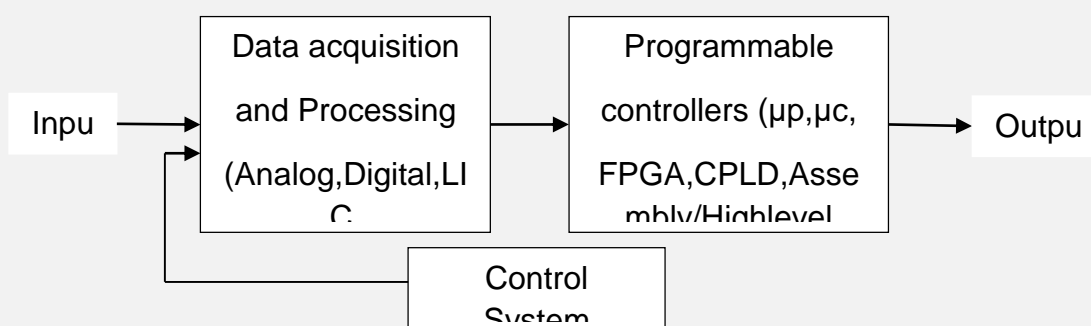 Inpu
Data acquisition
and Processing
(Analog,Digital,LI
C
Programmable
controllers (μp,μc,
FPGA,CPLD,Asse
mbly/Highlevel
Outpu
Control
System